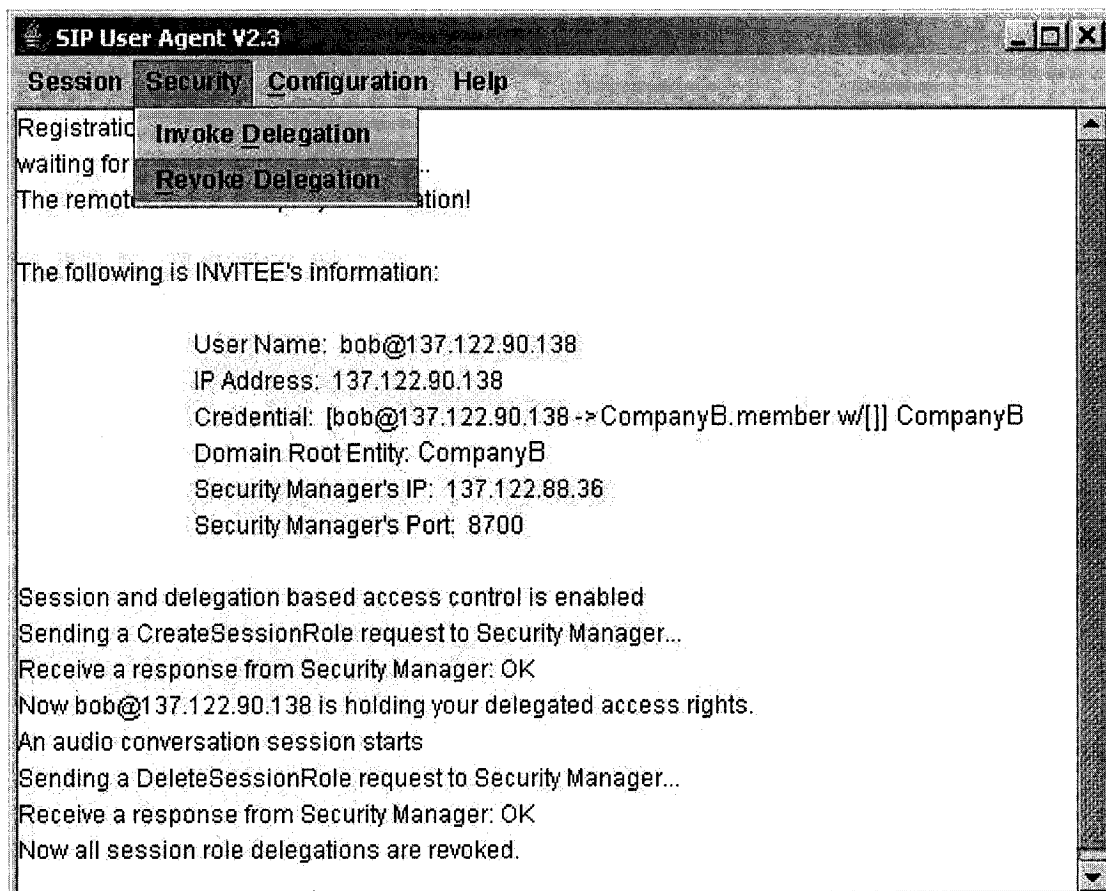 SIP User Agent V2.3
Session Security Configuration Help
Invoke Delegation
Revoke Delegation
Registratio
waiting for ..
The remot ation!
The following is INVITEE's information:
User Name: bob@137.122.90.138
IP Address: 137.122.90.138
Credential: [bob@137.122.90.138 ->CompanyB.member w/[]] CompanyB
Domain Root Entity: CompanyB
Security Manager's IP: 137.122.88.36
Security Manager's Port: 8700
Session and delegation based access control is enabled
Sending a CreateSessionRole request to Security Manager...
Receive a response from Security Manager: OK
Now bob@137.122.90.138 is holding your delegated access rights.
An audio conversation session starts
Sending a DeleteSessionRole request to Security Manager...
Receive a response from Security Manager: OK
Now all session role delegations are revoked.